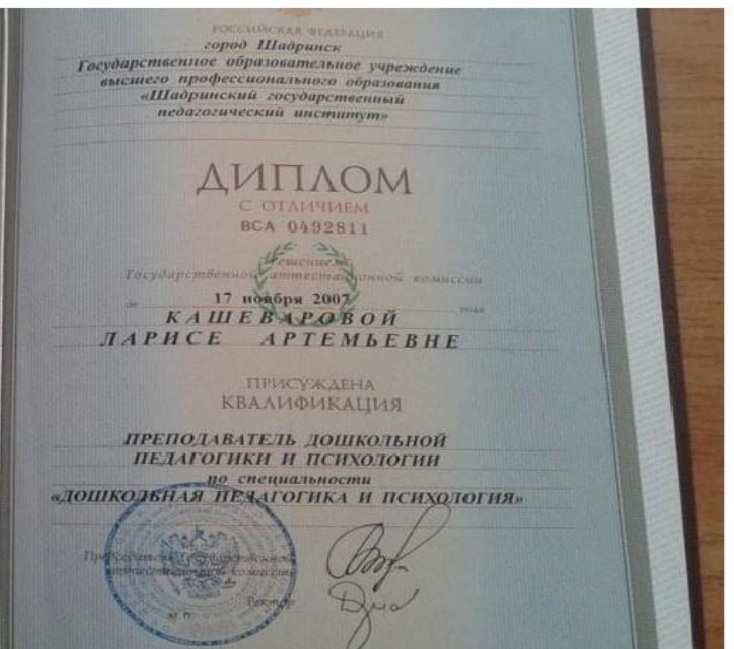 РОССИЙСКАЯ ФЕДЕРАЦИЯ
город Шадринск
Государственное образовательное учреждение
высшего профессионального образования
«Шадринский государственный
педагогический институт»
ДИПЛОМ
С ОТЛИЧИЕМ
ВСА 0492811
Решением
Государственной аттестационной комиссии
от 17 ноября 2007 года
КАШЕВАРОВОЙ
ЛАРИСЕ АРТЕМЬЕВНЕ
ПРИСУЖДЕНА
КВАЛИФИКАЦИЯ
ПРЕПОДАВАТЕЛЬ ДОШКОЛЬНОЙ
ПЕДАГОГИКИ И ПСИХОЛОГИИ
по специальности
«ДОШКОЛЬНАЯ ПЕДАГОГИКА И ПСИХОЛОГИЯ»
Председатель Государственной
аттестационной комиссии
Ректор
М.П.